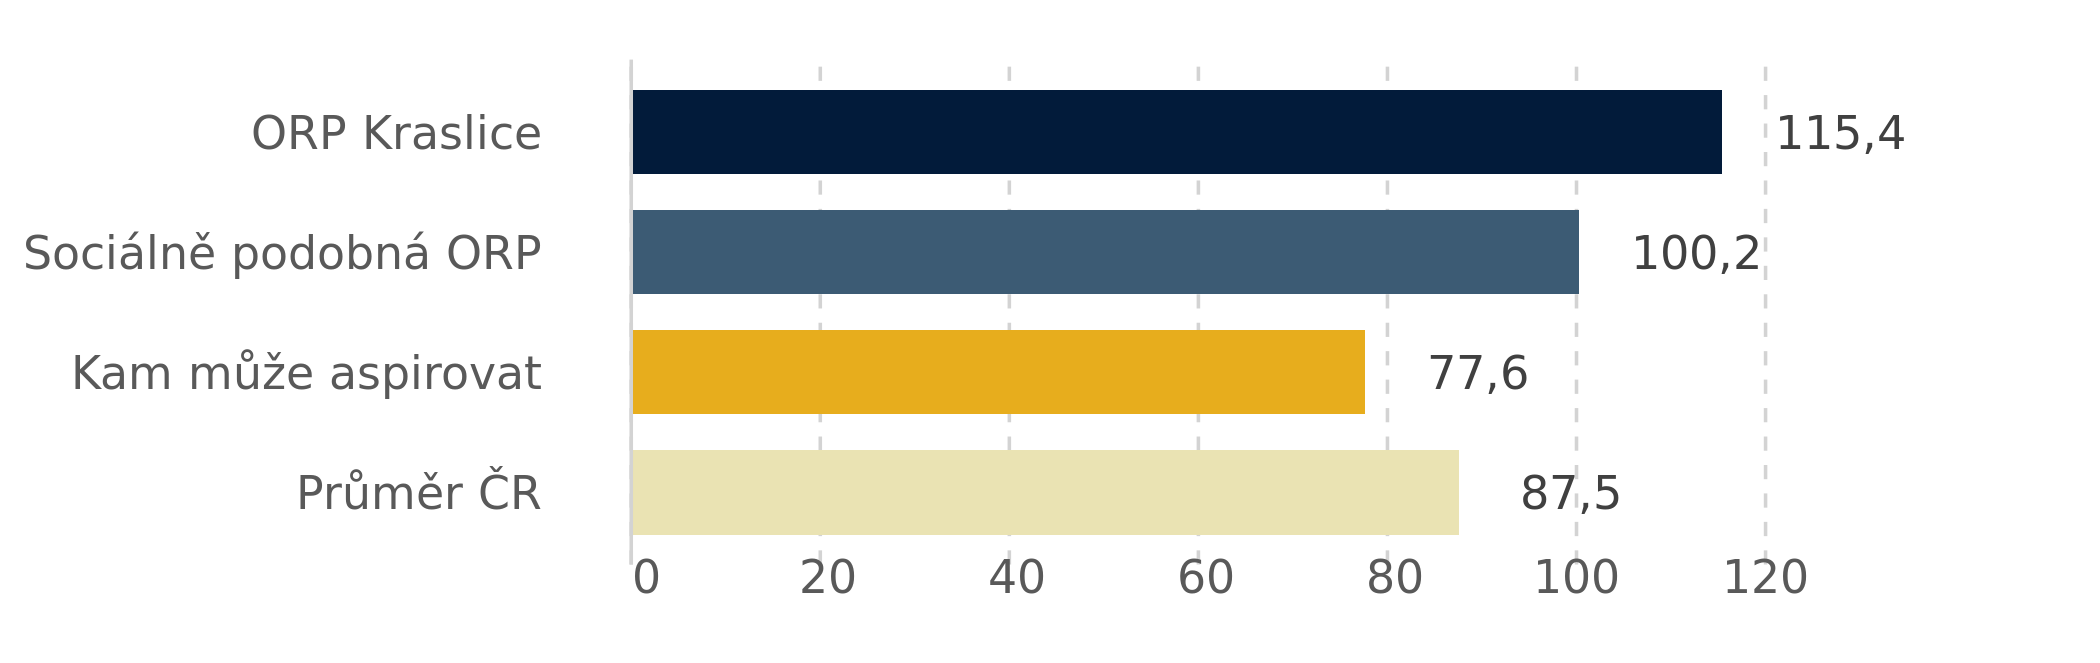 ORP Kraslice 115,4
Sociálně podobná ORP 100,2
Kam může aspirovat 77,6
Průměr ČR 87,5
0 20 40 60 80 100 120